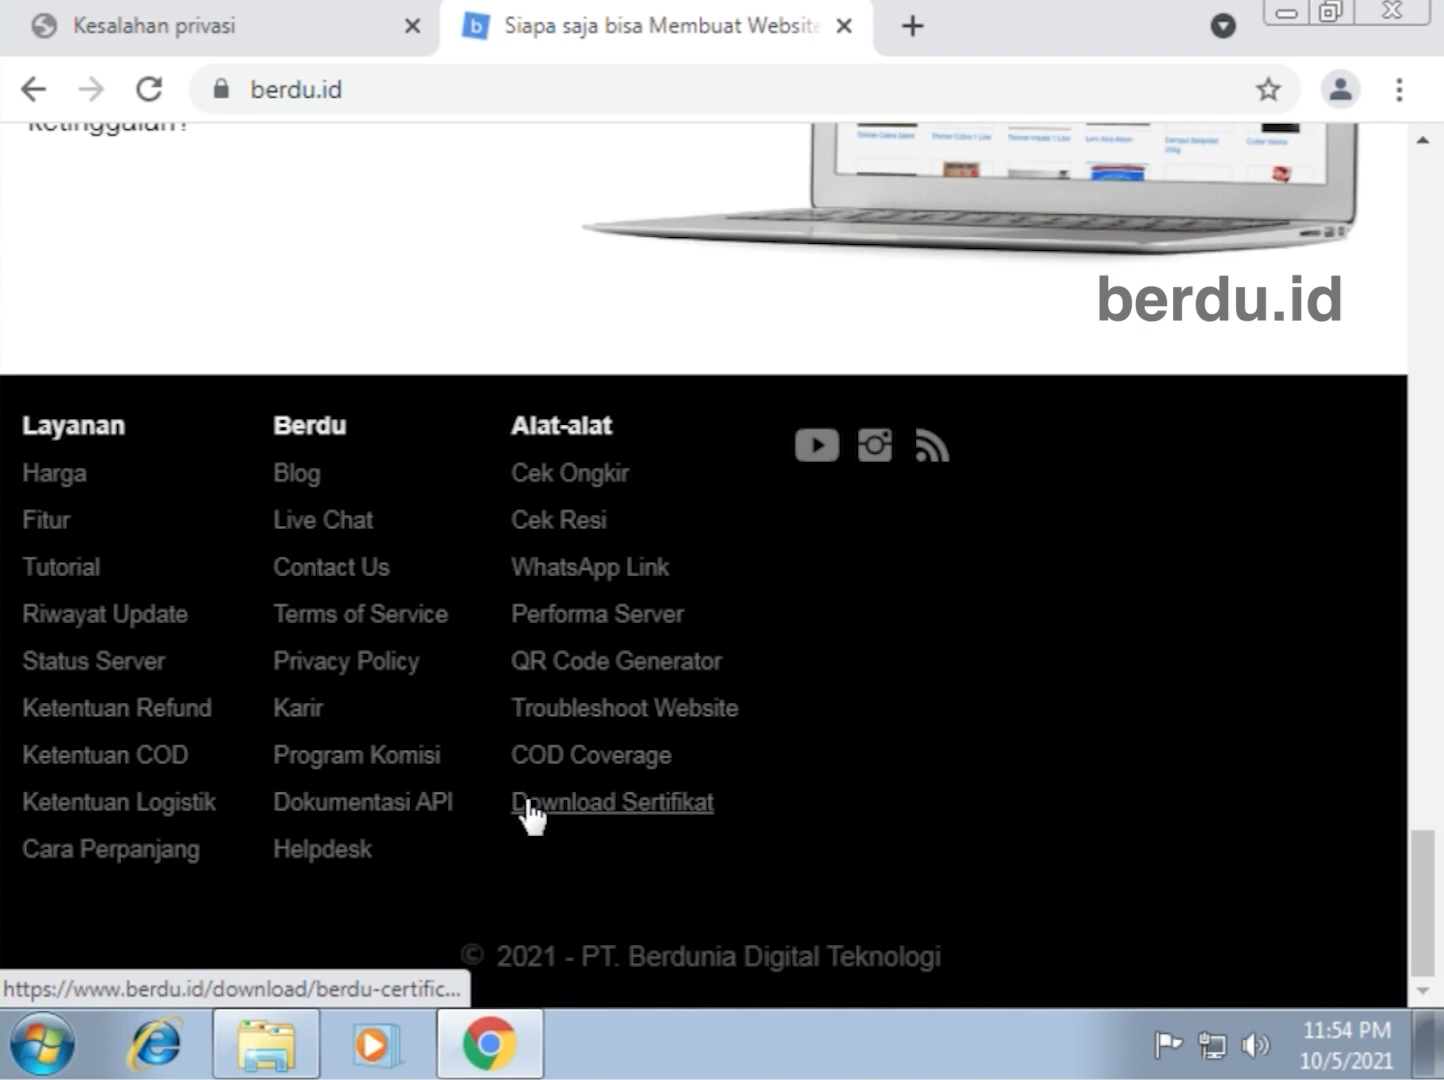 Kesalahan privasi
Siapa saja bisa Membuat Website
berdu.id
ketinggalan?
berdu.id
Layanan
Harga
Fitur
Tutorial
Riwayat Update
Status Server
Ketentuan Refund
Ketentuan COD
Ketentuan Logistik
Cara Perpanjang
Berdu
Blog
Live Chat
Contact Us
Terms of Service
Privacy Policy
Karir
Program Komisi
Dokumentasi API
Helpdesk
Alat-alat
Cek Ongkir
Cek Resi
WhatsApp Link
Performa Server
QR Code Generator
Troubleshoot Website
COD Coverage
Download Sertifikat
© 2021 - PT. Berdunia Digital Teknologi
https://www.berdu.id/download/berdu-certific...
11:54 PM
10/5/2021